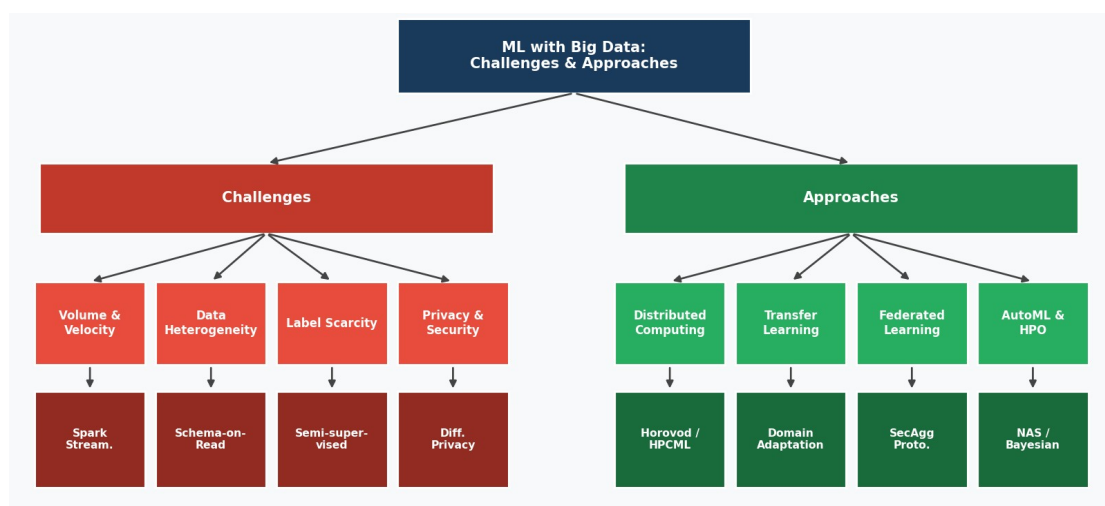 ML with Big Data:
Challenges & Approaches
Challenges
Approaches
Volume &
Velocity
Data
Heterogeneity
Label Scarcity
Privacy &
Security
Distributed
Computing
Transfer
Learning
Federated
Learning
AutoML &
HPO
Spark
Stream.
Schema-on-
Read
Semi-super-
vised
Diff.
Privacy
Horovod /
HPCML
Domain
Adaptation
SecAgg
Proto.
NAS /
Bayesian